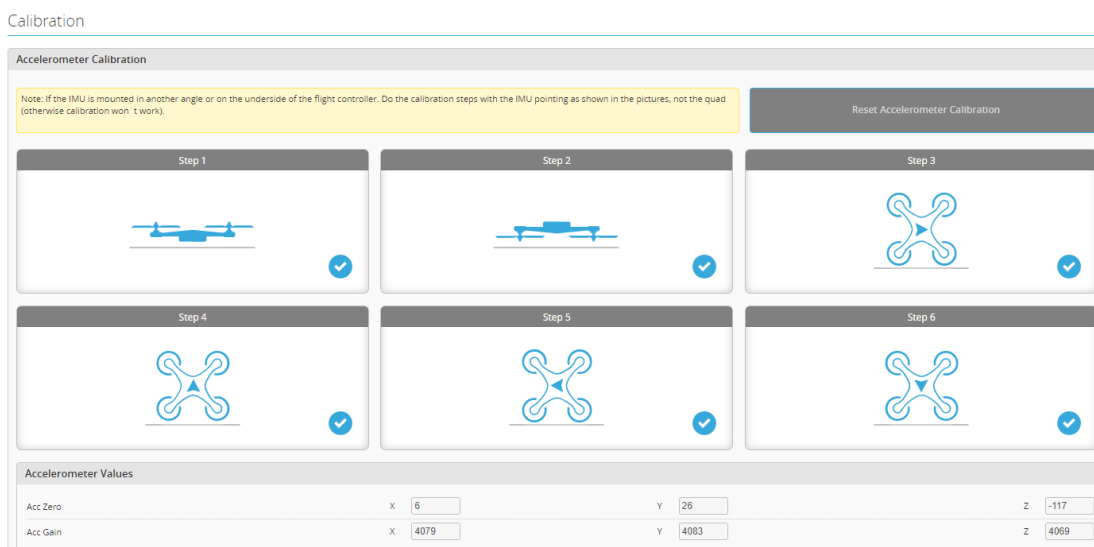 Calibration
Accelerometer Calibration
Note: If the IMU is mounted in another angle or on the underside of the flight controller. Do the calibration steps with the IMU pointing as shown in the pictures, not the quad
(otherwise calibration won´t work).
Reset Accelerometer Calibration
Step 1
Step 2
Step 3
Step 4
Step 5
Step 6
Accelerometer Values
Acc Zero X 6 Y 26 Z -117
Acc Gain X 4079 Y 4083 Z 4069